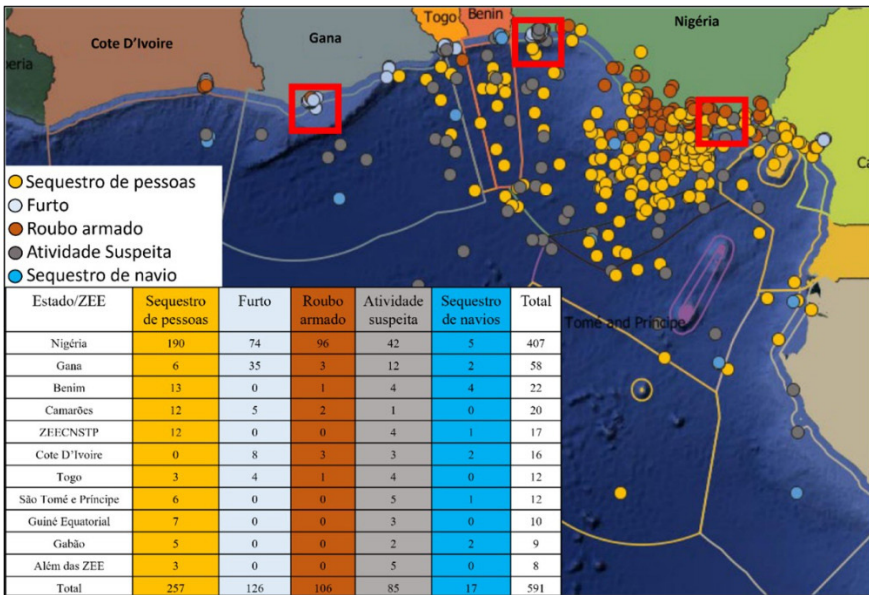 Togo
Benin
Nigéria
Cote D'Ivoire
Gana
eria
Ca
Sequestro de pessoas
Furto
Roubo armado
Atividade Suspeita
Sequestro de navio
Tomé and Príncipe
Estado/ZEE Sequestro de pessoas Furto Roubo armado Atividade suspeita Sequestro de navios Total
Nigéria 190 74 96 42 5 407
Gana 6 35 3 12 2 58
Benim 13 0 1 4 4 22
Camarões 12 5 2 1 0 20
ZEECNSTP 12 0 0 4 1 17
Cote D'Ivoire 0 8 3 3 2 16
Togo 3 4 1 4 0 12
São Tomé e Príncipe 6 0 0 5 1 12
Guiné Equatorial 7 0 0 3 0 10
Gabão 5 0 0 2 2 9
Além das ZEE 3 0 0 5 0 8
Total 257 126 106 85 17 591